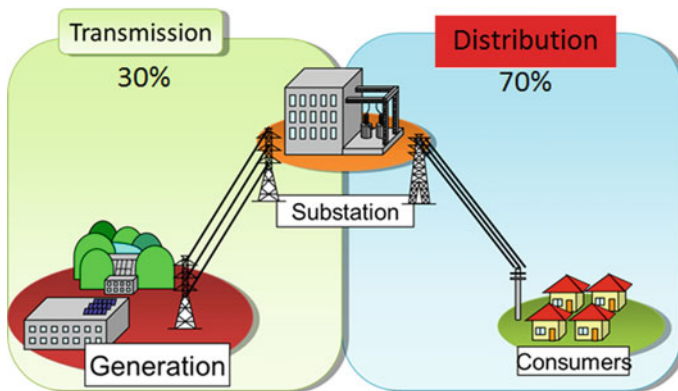 Transmission
30%
Distribution
70%
Substation
Generation
Consumers